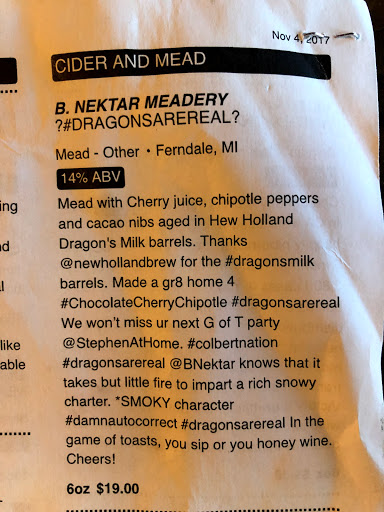 Nov 4, 2017
CIDER AND MEAD
B. NEKTAR MEADERY
?#DRAGONSAREREAL?
Mead - Other • Ferndale, MI
14% ABV
Mead with Cherry juice, chipotle peppers
and cacao nibs aged in Hew Holland
Dragon's Milk barrels. Thanks
@newhollandbrew for the #dragonsmilk
barrels. Made a gr8 home 4
#ChocolateCherryChipotle #dragonsarereal
We won't miss ur next G of T party
@StephenAtHome. #colbertnation
#dragonsarereal @BNektar knows that it
takes but little fire to impart a rich snowy
charter. *SMOKY character
#damnautocorrect #dragonsarereal In the
game of toasts, you sip or you honey wine.
Cheers!
6oz $19.00
ing
like
able